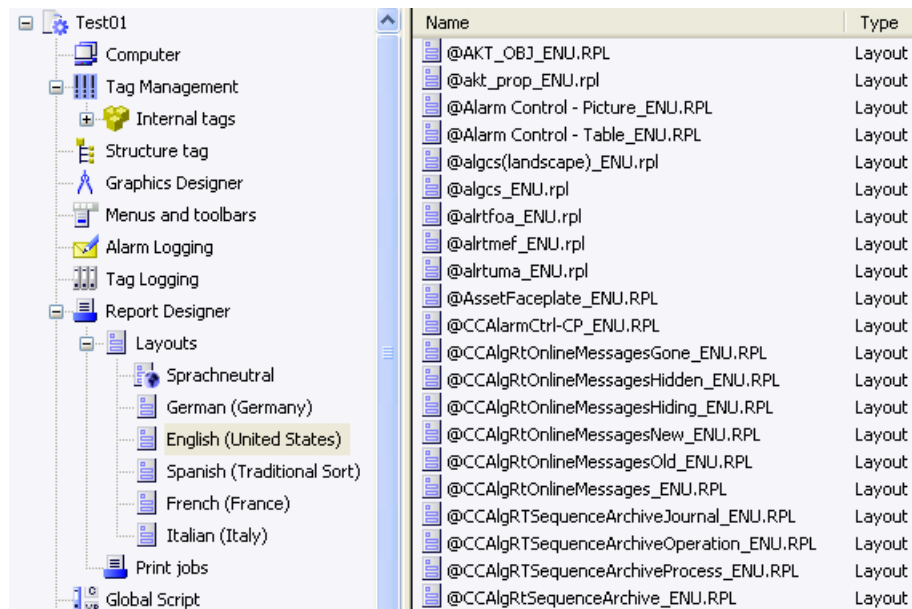 Test01
Computer
Tag Management
Internal tags
Structure tag
Graphics Designer
Menus and toolbars
Alarm Logging
Tag Logging
Report Designer
Layouts
Sprachneutral
German (Germany)
English (United States)
Spanish (Traditional Sort)
French (France)
Italian (Italy)
Print jobs
Global Script
Name Type
@AKT_OBJ_ENU.RPL Layout
@akt_prop_ENU.rpl Layout
@Alarm Control - Picture_ENU.RPL Layout
@Alarm Control - Table_ENU.RPL Layout
@algcs(landscape)_ENU.rpl Layout
@algcs_ENU.rpl Layout
@alrtfoa_ENU.rpl Layout
@alrtmef_ENU.rpl Layout
@alrtuma_ENU.rpl Layout
@AssetFaceplate_ENU.RPL Layout
@CCAlarmCtrl-CP_ENU.RPL Layout
@CCAlgRtOnlineMessagesGone_ENU.RPL Layout
@CCAlgRtOnlineMessagesHidden_ENU.RPL Layout
@CCAlgRtOnlineMessagesHiding_ENU.RPL Layout
@CCAlgRtOnlineMessagesNew_ENU.RPL Layout
@CCAlgRtOnlineMessagesOld_ENU.RPL Layout
@CCAlgRtOnlineMessages_ENU.RPL Layout
@CCAlgRTSequenceArchiveJournal_ENU.RPL Layout
@CCAlgRTSequenceArchiveOperation_ENU.RPL Layout
@CCAlgRTSequenceArchiveProcess_ENU.RPL Layout
@CCAlgRtSequenceArchive_ENU.RPL Layout